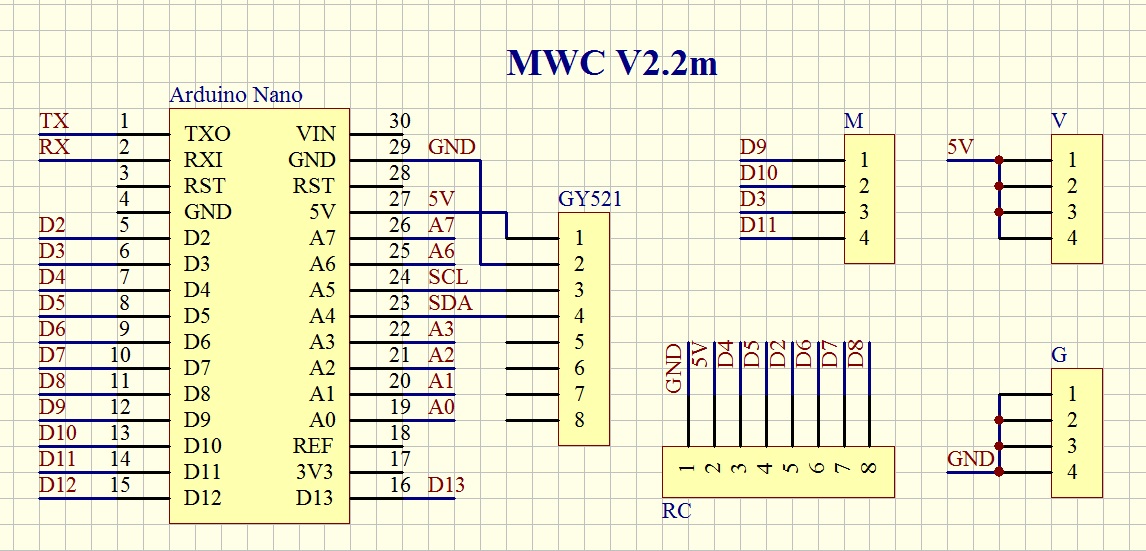 MWC V2.2m
Arduino Nano
TX 1 TXO VIN 30
RX 2 RXI GND 29 GND
3 RST RST 28
4 GND 5V 27 5V
D2 5 D2 A7 26 A7
D3 6 D3 A6 25 A6
D4 7 D4 A5 24 SCL
D5 8 D5 A4 23 SDA
D6 9 D6 A3 22 A3
D7 10 D7 A2 21 A2
D8 11 D8 A1 20 A1
D9 12 D9 A0 19 A0
D10 13 D10 REF 18
D11 14 D11 3V3 17
D12 15 D12 D13 16 D13
GY521
1
2
3
4
5
6
7
8
M
D9 1
D10 2
D3 3
D11 4
V
5V 1
2
3
4
GND 5V D4 D5 D2 D6 D7 D8
1 2 3 4 5 6 7 8
RC
G
1
2
3
GND 4